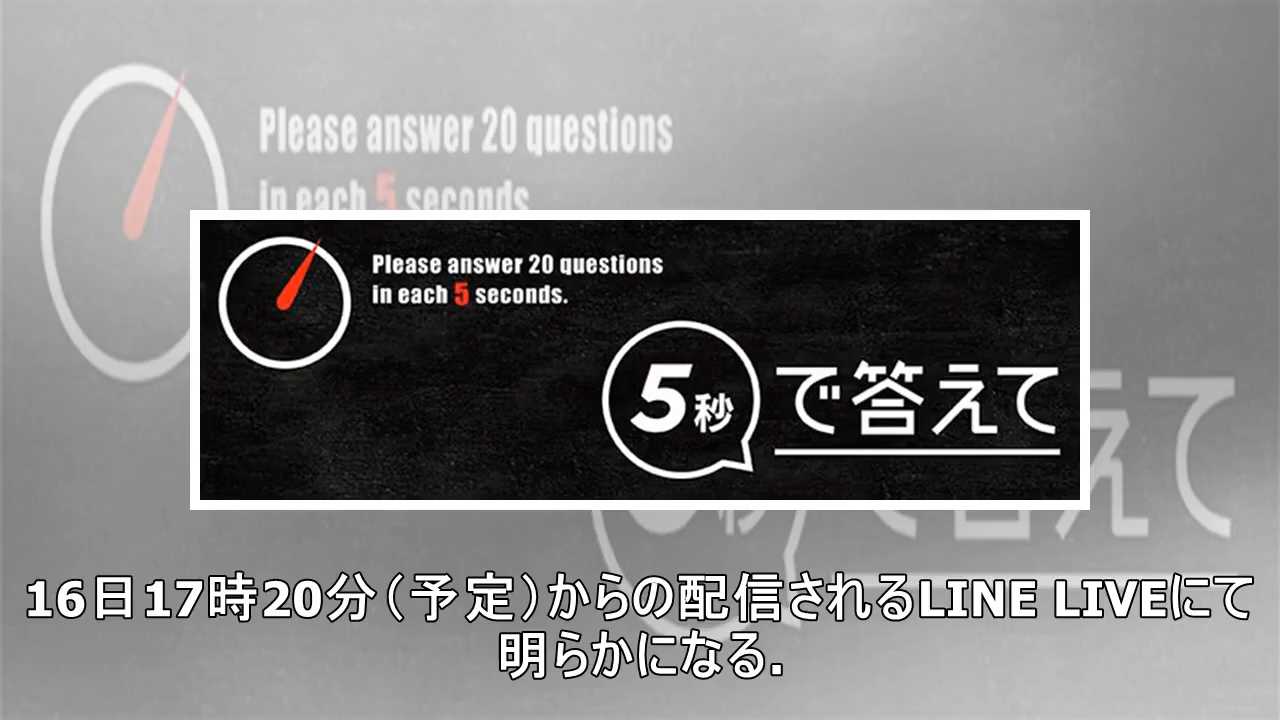 Please answer 20 questions
in each 5 seconds
Please answer 20 questions
in each 5 seconds.
5秒
で答えて
16日17時20分（予定）からの配信されるLINE LIVEにて
明らかになる.